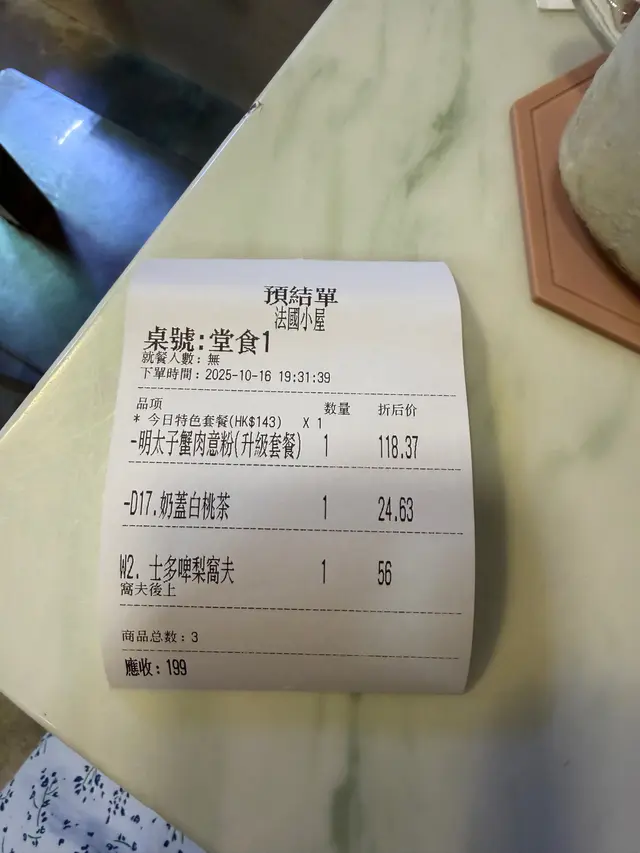 預結單
法國小屋
桌號:堂食1
就餐人數: 無
下單時間: 2025-10-16 19:31:39
品项 数量 折后价
* 今日特色套餐(HK$143) X 1
-明太子蟹肉意粉(升級套餐) 1 118.37
-D17.奶蓋白桃茶 1 24.63
W2. 士多啤梨窩夫 1 56
窩夫後上
商品总数: 3
應收: 199